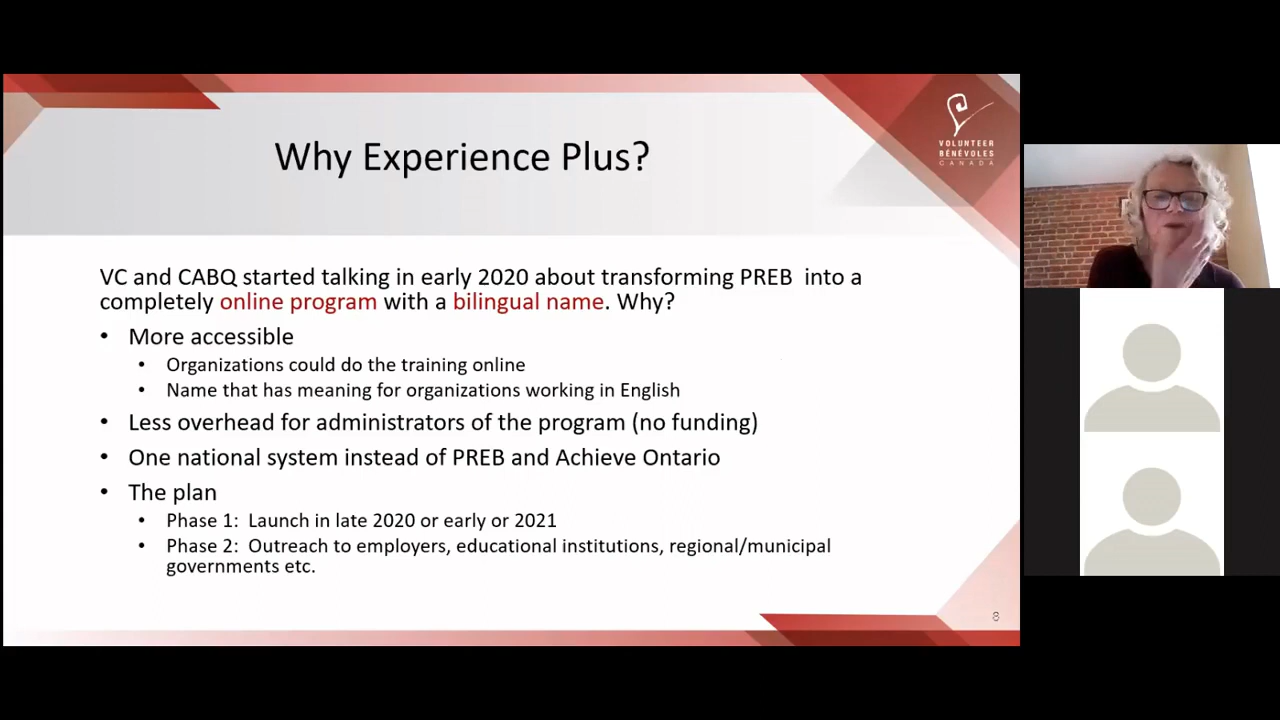 Why Experience Plus?
VOLUNTEER
BÉNÉVOLES
CANADA
VC and CABQ started talking in early 2020 about transforming PREB into a
completely online program with a bilingual name. Why?
• More accessible
• Organizations could do the training online
• Name that has meaning for organizations working in English
• Less overhead for administrators of the program (no funding)
• One national system instead of PREB and Achieve Ontario
• The plan
• Phase 1: Launch in late 2020 or early or 2021
• Phase 2: Outreach to employers, educational institutions, regional/municipal
governments etc.
8